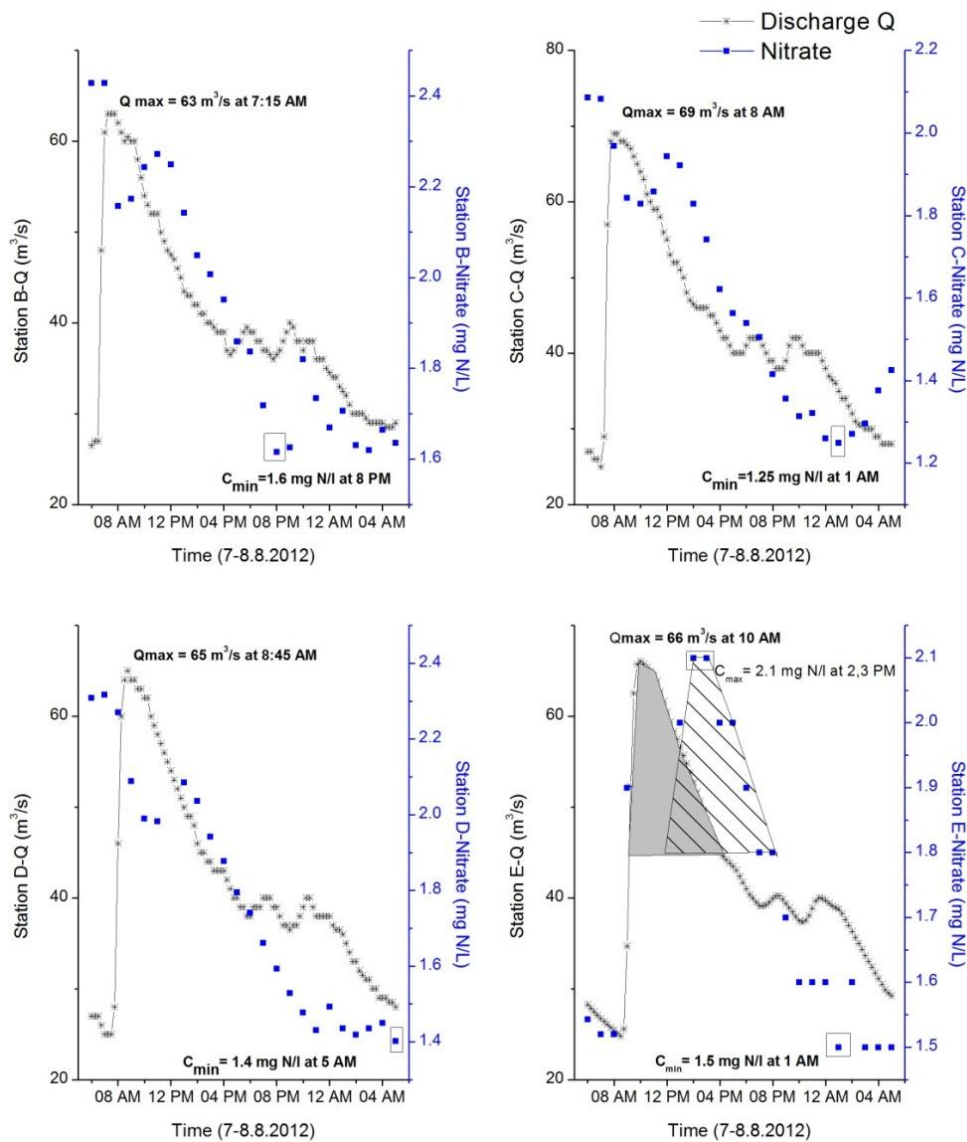 Discharge Q
Nitrate
Q max = 63 m³/s at 7:15 AM
60
40
20
2.4
2.2
2.0
1.8
1.6
Station B-Q (m³/s)
Station B-Nitrate (mg N/L)
Cmin=1.6 mg N/l at 8 PM
08 AM 12 PM 04 PM 08 PM 12 AM 04 AM
Time (7-8.8.2012)
Qmax = 69 m³/s at 8 AM
80
60
40
20
2.2
2.0
1.8
1.6
1.4
1.2
Station C-Q (m³/s)
Station C-Nitrate (mg N/L)
Cmin=1.25 mg N/l at 1 AM
08 AM 12 PM 04 PM 08 PM 12 AM 04 AM
Time (7-8.8.2012)
Qmax = 65 m³/s at 8:45 AM
60
40
20
2.4
2.2
2.0
1.8
1.6
1.4
Station D-Q (m³/s)
Station D-Nitrate (mg N/L)
Cmin= 1.4 mg N/l at 5 AM
08 AM 12 PM 04 PM 08 PM 12 AM 04 AM
Time (7-8.8.2012)
Qmax = 66 m³/s at 10 AM
Cmax= 2.1 mg N/l at 2,3 PM
60
40
20
2.1
2.0
1.9
1.8
1.7
1.6
1.5
Station E-Q (m³/s)
Station E-Nitrate (mg N/L)
Cmin= 1.5 mg N/l at 1 AM
08 AM 12 PM 04 PM 08 PM 12 AM 04 AM
Time (7-8.8.2012)